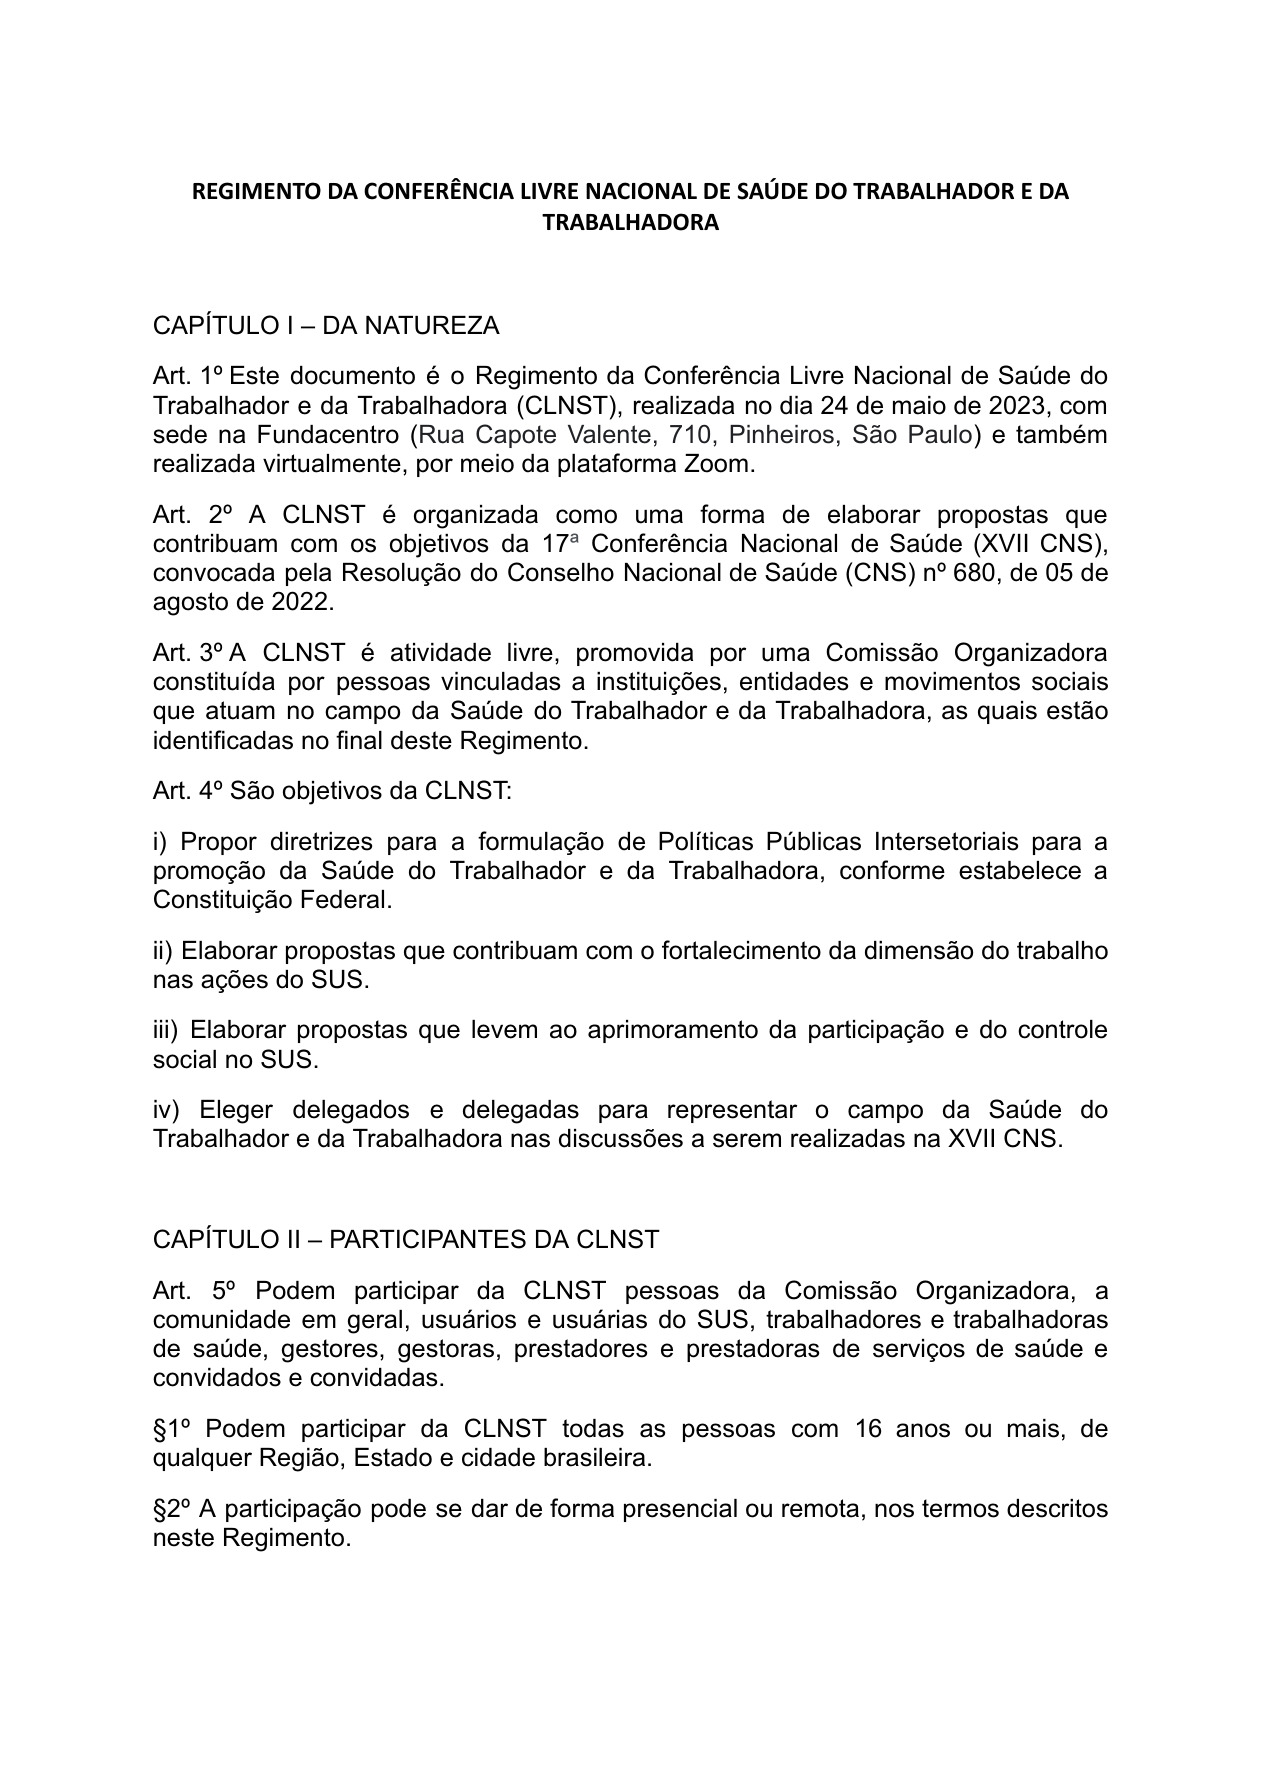 REGIMENTO DA CONFERÊNCIA LIVRE NACIONAL DE SAÚDE DO TRABALHADOR E DA
TRABALHADORA
CAPÍTULO I – DA NATUREZA
Art. 1º Este documento é o Regimento da Conferência Livre Nacional de Saúde do
Trabalhador e da Trabalhadora (CLNST), realizada no dia 24 de maio de 2023, com
sede na Fundacentro (Rua Capote Valente, 710, Pinheiros, São Paulo) e também
realizada virtualmente, por meio da plataforma Zoom.
Art. 2º A CLNST é organizada como uma forma de elaborar propostas que
contribuam com os objetivos da 17ª Conferência Nacional de Saúde (XVII CNS),
convocada pela Resolução do Conselho Nacional de Saúde (CNS) nº 680, de 05 de
agosto de 2022.
Art. 3º A CLNST é atividade livre, promovida por uma Comissão Organizadora
constituída por pessoas vinculadas a instituições, entidades e movimentos sociais
que atuam no campo da Saúde do Trabalhador e da Trabalhadora, as quais estão
identificadas no final deste Regimento.
Art. 4º São objetivos da CLNST:
i) Propor diretrizes para a formulação de Políticas Públicas Intersetoriais para a
promoção da Saúde do Trabalhador e da Trabalhadora, conforme estabelece a
Constituição Federal.
ii) Elaborar propostas que contribuam com o fortalecimento da dimensão do trabalho
nas ações do SUS.
iii) Elaborar propostas que levem ao aprimoramento da participação e do controle
social no SUS.
iv) Eleger delegados e delegadas para representar o campo da Saúde do
Trabalhador e da Trabalhadora nas discussões a serem realizadas na XVII CNS.
CAPÍTULO II – PARTICIPANTES DA CLNST
Art. 5º Podem participar da CLNST pessoas da Comissão Organizadora, a
comunidade em geral, usuários e usuárias do SUS, trabalhadores e trabalhadoras
de saúde, gestores, gestoras, prestadores e prestadoras de serviços de saúde e
convidados e convidadas.
§1º Podem participar da CLNST todas as pessoas com 16 anos ou mais, de
qualquer Região, Estado e cidade brasileira.
§2º A participação pode se dar de forma presencial ou remota, nos termos descritos
neste Regimento.